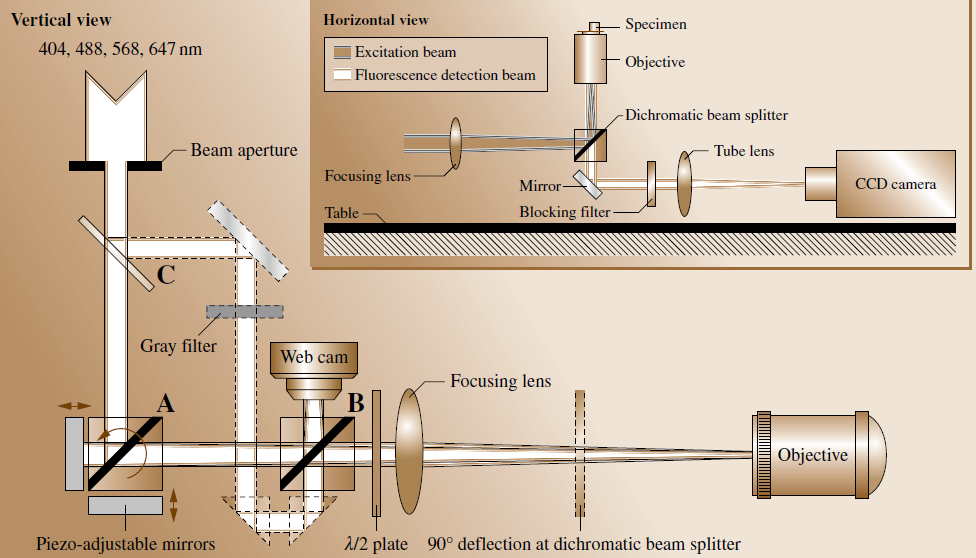 Vertical view
404, 488, 568, 647 nm
Beam aperture
C
Gray filter
Web cam
A
B
Focusing lens
Objective
Piezo-adjustable mirrors
λ/2 plate
90° deflection at dichromatic beam splitter
Horizontal view
Excitation beam
Fluorescence detection beam
Specimen
Objective
Dichromatic beam splitter
Focusing lens
Tube lens
Mirror
CCD camera
Blocking filter
Table